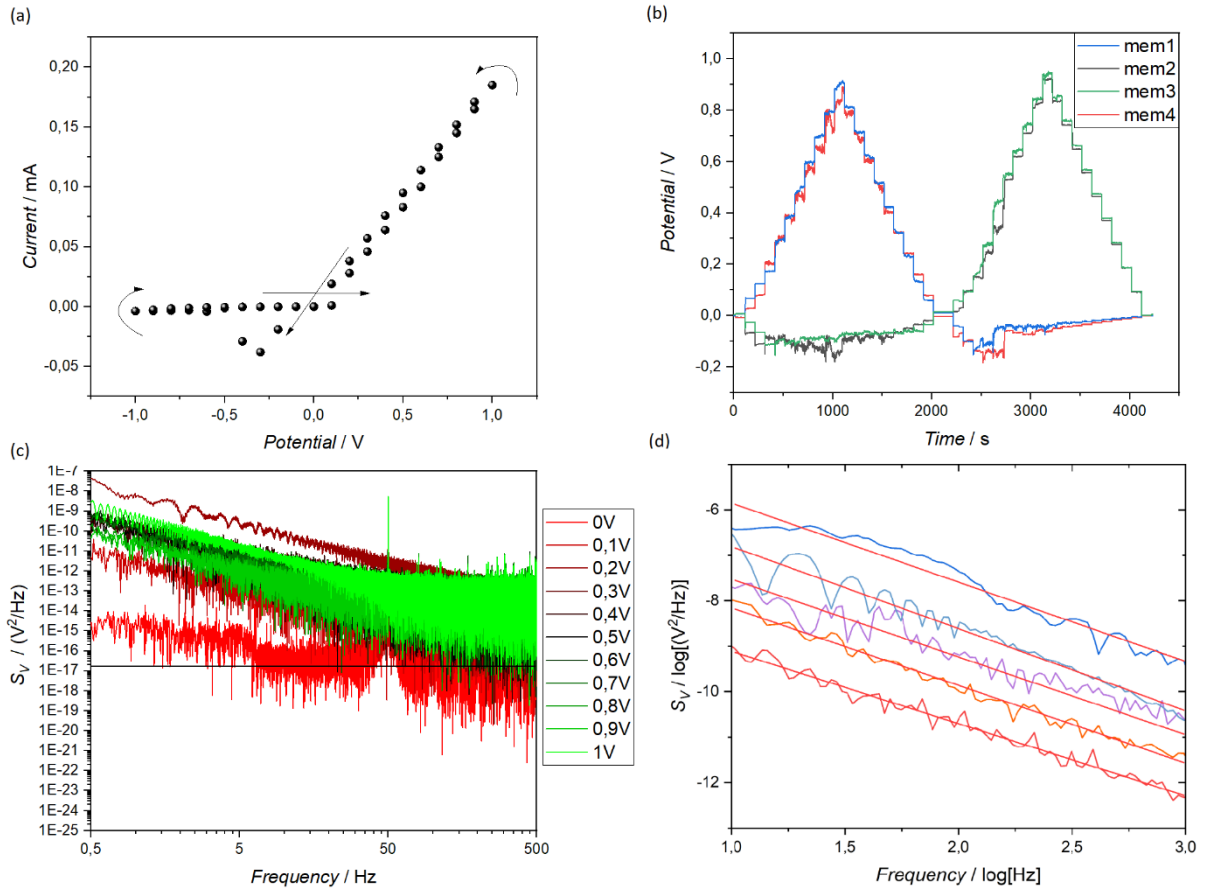 (a)
0,20
0,15
0,10
0,05
0,00
-0,05
Current / mA
-1,0 -0,5 0,0 0,5 1,0
Potential / V
(b)
mem1
mem2
mem3
mem4
1,0
0,8
0,6
0,4
0,2
0,0
-0,2
Potential / V
0 1000 2000 3000 4000
Time / s
(c)
1E-7
1E-8
1E-9
1E-10
1E-11
1E-12
1E-13
1E-14
1E-15
1E-16
1E-17
1E-18
1E-19
1E-20
1E-21
1E-22
1E-23
1E-24
1E-25
SV / (V²/Hz)
0,5 5 50 500
Frequency / Hz
0V
0,1V
0,2V
0,3V
0,4V
0,5V
0,6V
0,7V
0,8V
0,9V
1V
(d)
-6
-8
-10
-12
SV / log[(V²/Hz)]
1,0 1,5 2,0 2,5 3,0
Frequency / log[Hz]